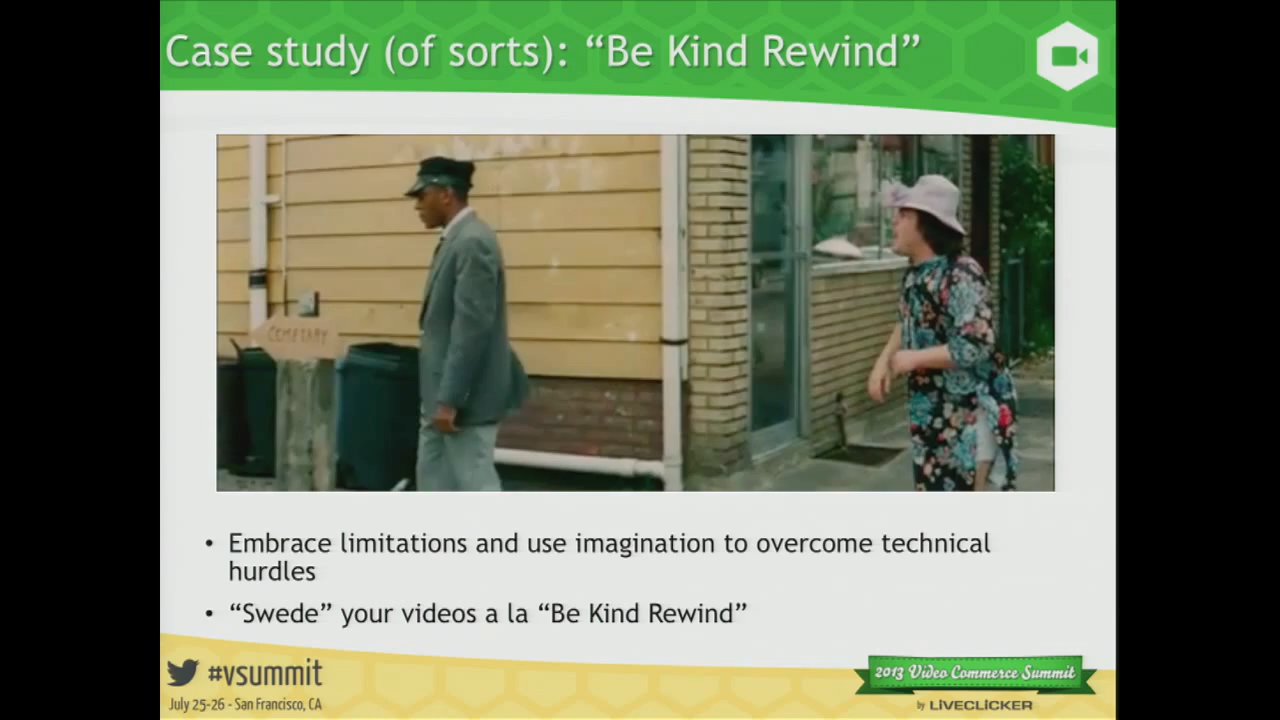 Case study (of sorts): “Be Kind Rewind”
COMETARY
• Embrace limitations and use imagination to overcome technical
hurdles
• “Swede” your videos a la “Be Kind Rewind”
#vsummit
July 25-26 - San Francisco, CA
2013 Video Commerce Summit
by LiVECLiCKER